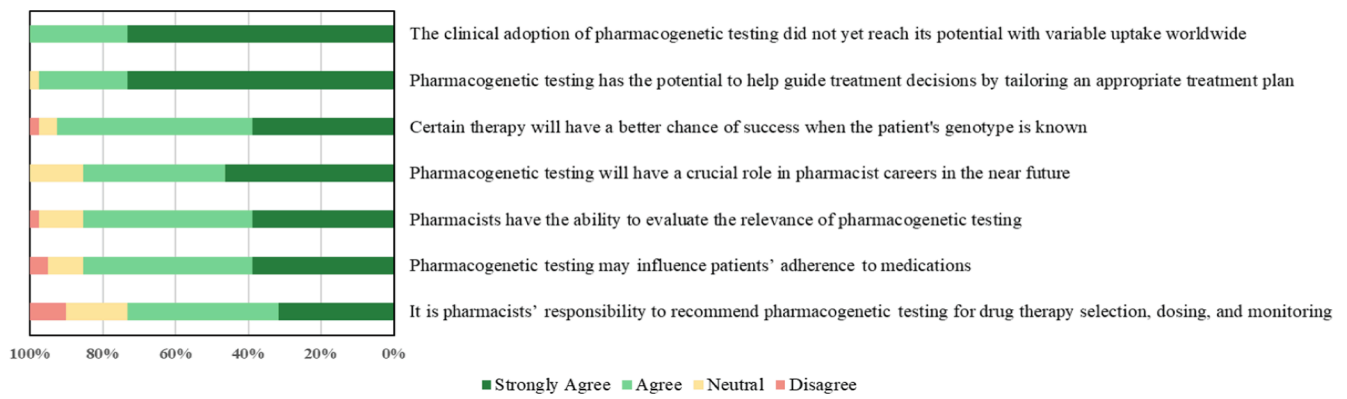 The clinical adoption of pharmacogenetic testing did not yet reach its potential with variable uptake worldwide
Pharmacogenetic testing has the potential to help guide treatment decisions by tailoring an appropriate treatment plan
Certain therapy will have a better chance of success when the patient's genotype is known
Pharmacogenetic testing will have a crucial role in pharmacist careers in the near future
Pharmacists have the ability to evaluate the relevance of pharmacogenetic testing
Pharmacogenetic testing may influence patients’ adherence to medications
It is pharmacists’ responsibility to recommend pharmacogenetic testing for drug therapy selection, dosing, and monitoring
100% 80% 60% 40% 20% 0%
Strongly Agree Agree Neutral Disagree